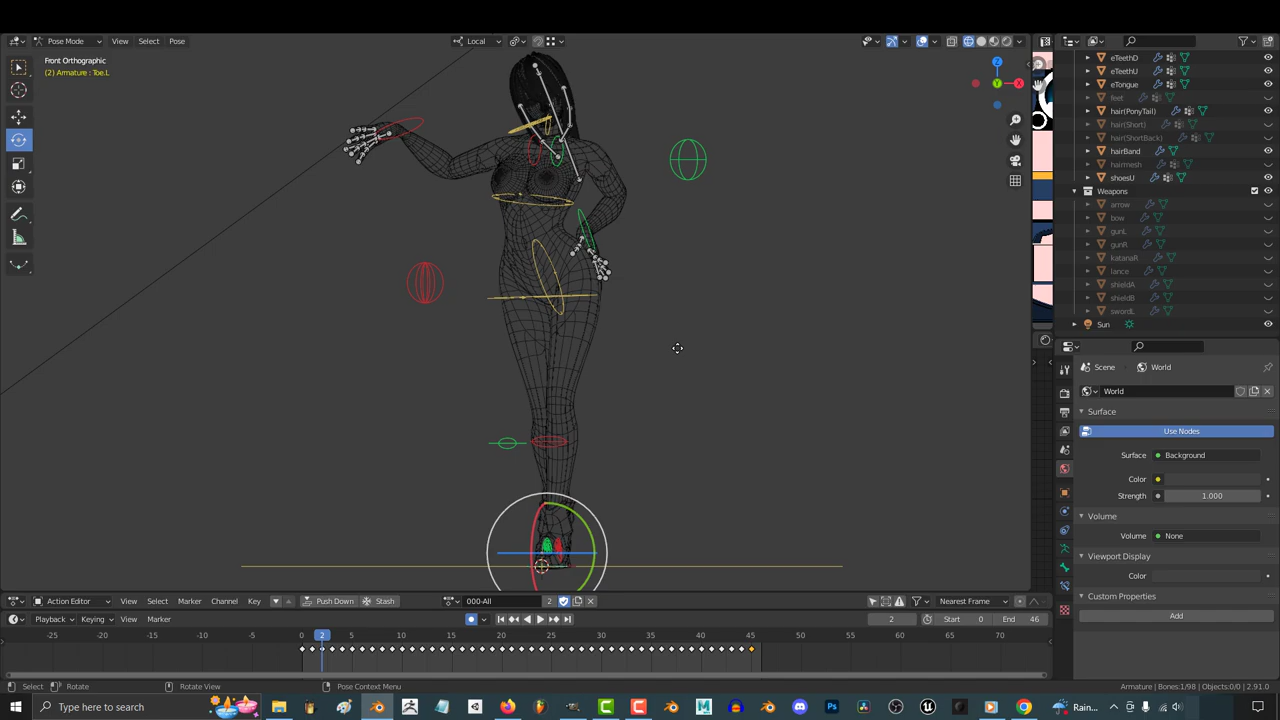 Pose Mode View Select Pose Local
Front Orthographic
(2) Armature : Toe.L
Z
X
Y
eTeethD
eTeethU
eTongue
feet
hair(PonyTail)
hair(Short)
hair(ShortBack)
hairBand
hairmesh
shoesU
Weapons
arrow
bow
gunL
gunR
katanaR
lance
shieldA
shieldB
swordL
Sun
Scene World
World
Surface
Use Nodes
Surface Background
Color
Strength 1.000
Volume
Volume None
Viewport Display
Color
Custom Properties
Add
Action Editor View Select Marker Channel Key Push Down Stash 000-All 2 Nearest Frame
Playback Keying View Marker 2 Start 0 End 46
-25 -20 -15 -10 -5 0 2 5 10 15 20 25 30 35 40 45 50 55 60 65 70
Select Rotate Rotate View Pose Context Menu Armature | Bones:1/98 | Objects:0/0 | 2.91.0
Type here to search Rain...